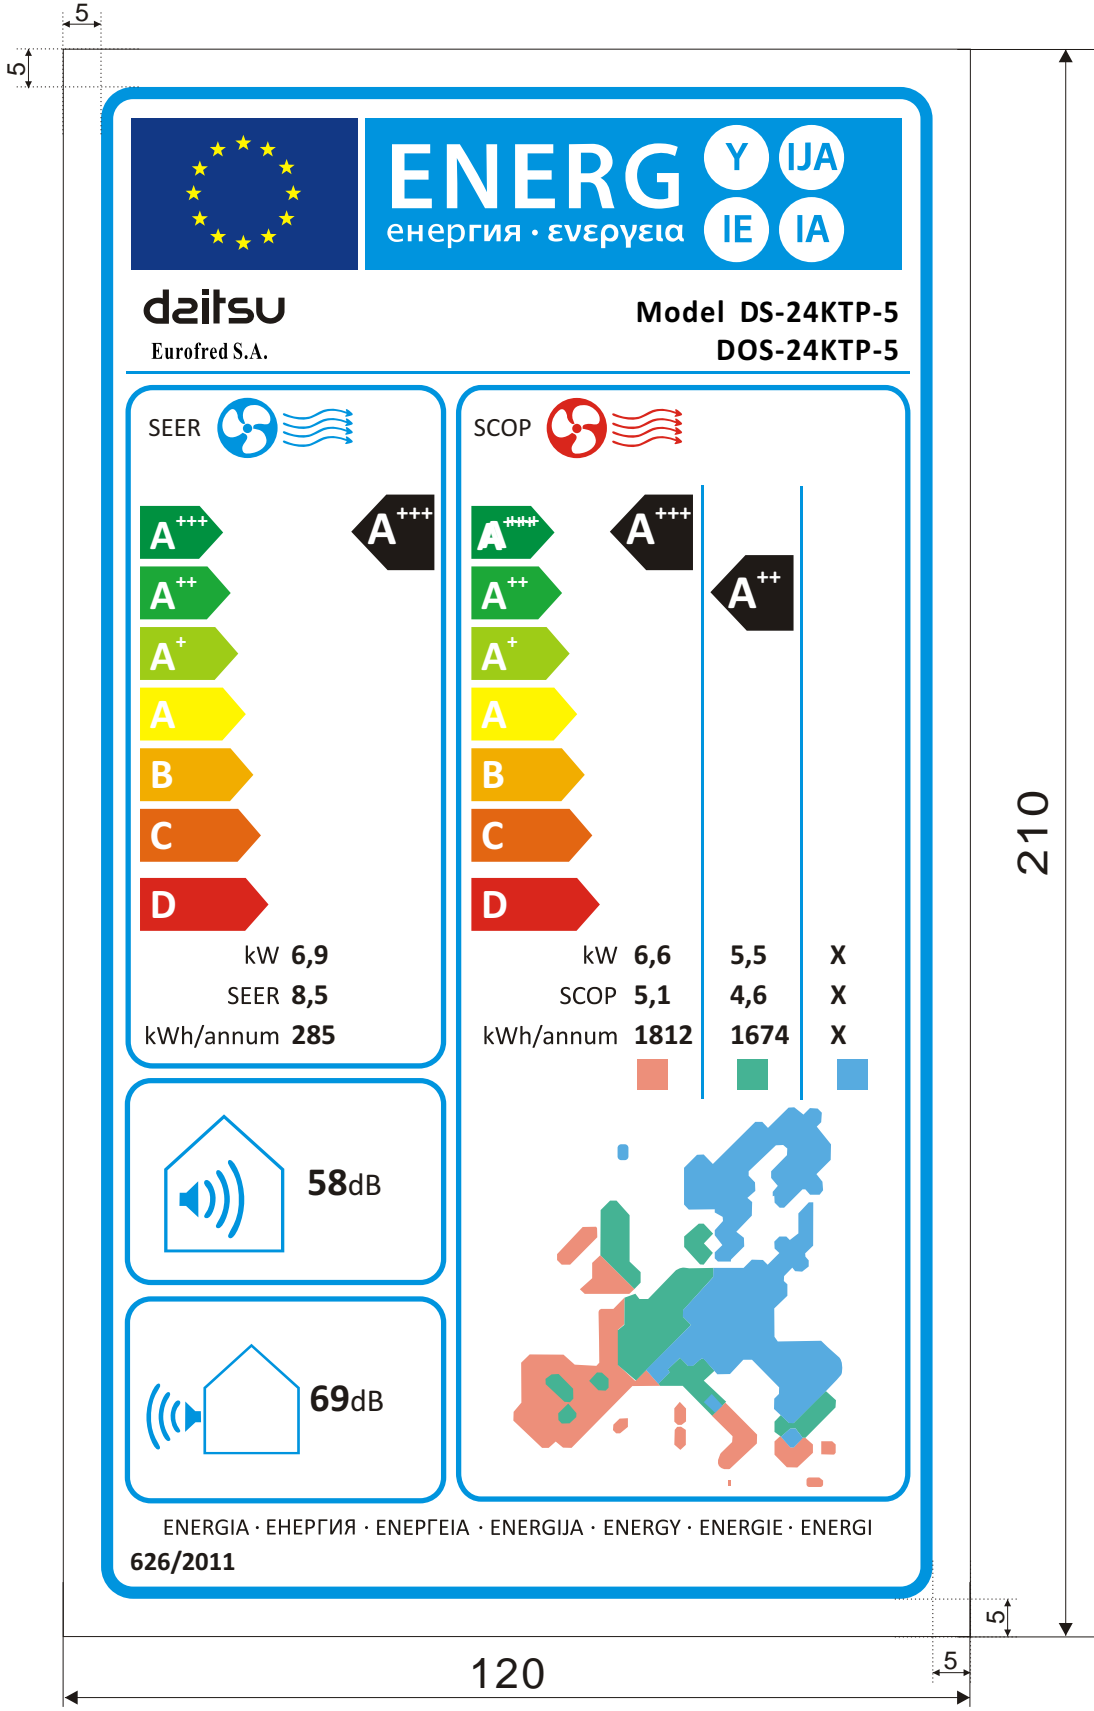 5
5
ENERG
Y IJA
IE IA
енергия · ενεργεια
daitsu
Eurofred S.A.
Model DS-24KTP-5
DOS-24KTP-5
SEER
A+++
A++
A+
A
B
C
D
A+++
kW 6,9
SEER 8,5
kWh/annum 285
SCOP
A+++
A++
A+
A
B
C
D
A+++
A++
kW 6,6 5,5 X
SCOP 5,1 4,6 X
kWh/annum 1812 1674 X
58dB
69dB
ENERGIA · ЕНЕРГИЯ · ΕΝΕΡΓΕΙΑ · ENERGIJA · ENERGY · ENERGIE · ENERGI
626/2011
210
5
5
120